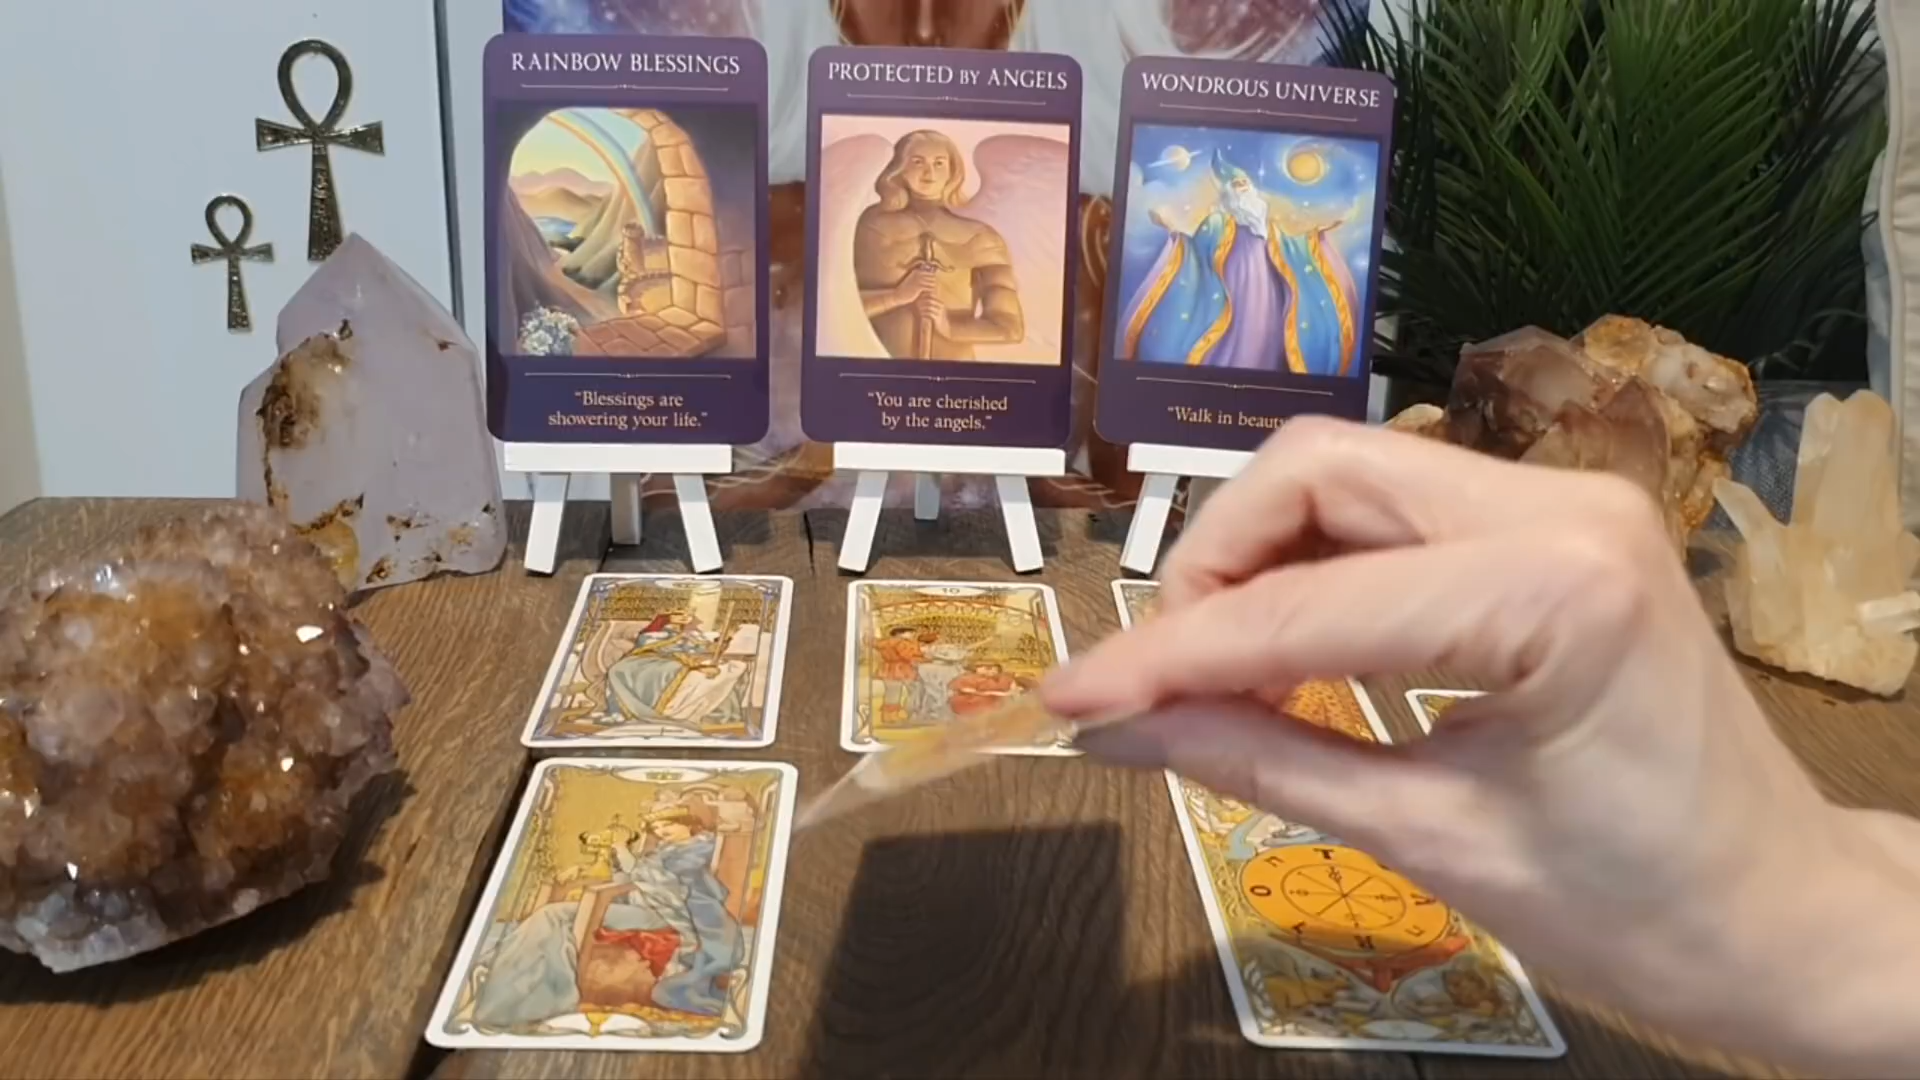 RAINBOW BLESSINGS
"Blessings are
showering your life."
PROTECTED BY ANGELS
"You are cherished
by the angels."
WONDROUS UNIVERSE
"Walk in beauty
10